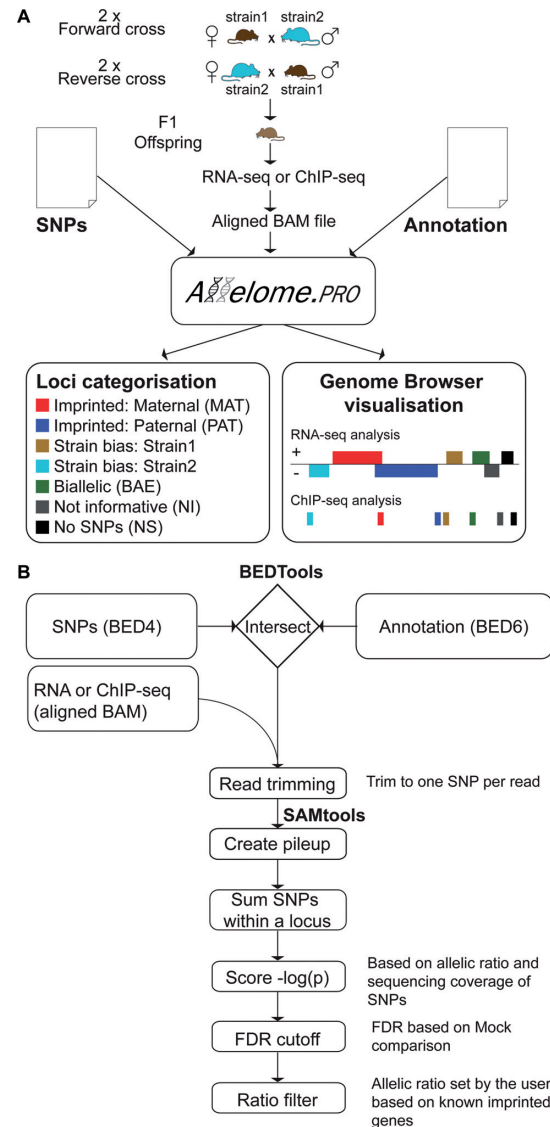 A
2 x
Forward cross
strain1 strain2
♀ x ♂
2 x
Reverse cross
♀ x ♂
strain2 strain1
F1
Offspring
RNA-seq or ChIP-seq
SNPs
Aligned BAM file
Annotation
Allelome.PRO
Loci categorisation
Imprinted: Maternal (MAT)
Imprinted: Paternal (PAT)
Strain bias: Strain1
Strain bias: Strain2
Biallelic (BAE)
Not informative (NI)
No SNPs (NS)
Genome Browser
visualisation
RNA-seq analysis
+
-
ChIP-seq analysis
B
BEDTools
SNPs (BED4)
Intersect
Annotation (BED6)
RNA or ChIP-seq
(aligned BAM)
Read trimming
Trim to one SNP per read
SAMtools
Create pileup
Sum SNPs
within a locus
Score -log(p)
Based on allelic ratio and
sequencing coverage of
SNPs
FDR cutoff
FDR based on Mock
comparison
Ratio filter
Allelic ratio set by the user
based on known imprinted
genes